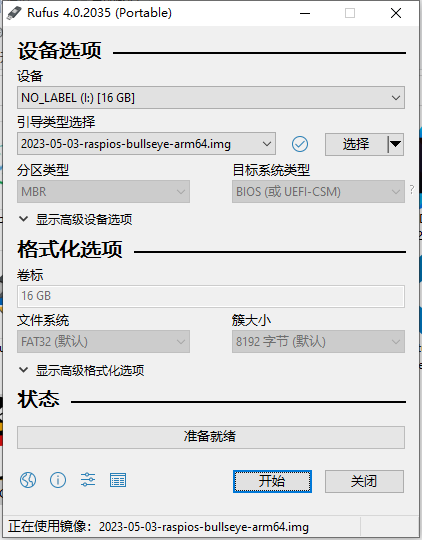 Rufus 4.0.2035 (Portable)
设备选项
设备
NO_LABEL (I:) [16 GB]
引导类型选择
2023-05-03-raspios-bullseye-arm64.img
选择
分区类型
目标系统类型
MBR
BIOS (或 UEFI-CSM)
?
显示高级设备选项
格式化选项
卷标
16 GB
文件系统
簇大小
FAT32 (默认)
8192 字节 (默认)
显示高级格式化选项
状态
准备就绪
开始
关闭
正在使用镜像: 2023-05-03-raspios-bullseye-arm64.img